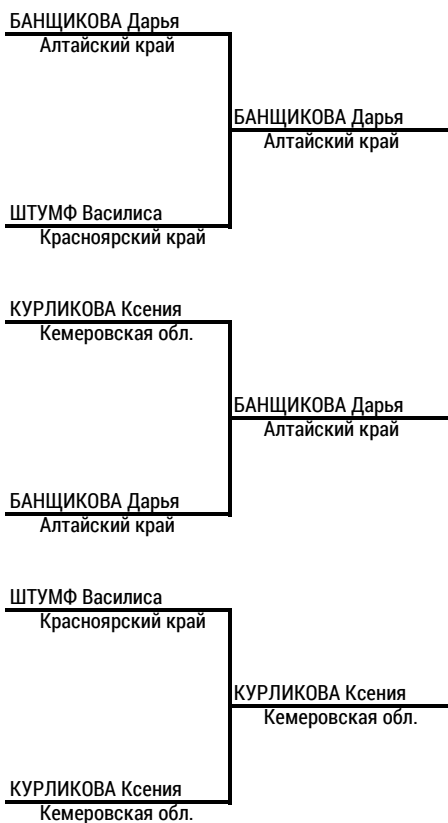 БАНЩИКОВА Дарья
Алтайский край
БАНЩИКОВА Дарья
Алтайский край
ШТУМФ Василиса
Красноярский край
КУРЛИКОВА Ксения
Кемеровская обл.
БАНЩИКОВА Дарья
Алтайский край
БАНЩИКОВА Дарья
Алтайский край
ШТУМФ Василиса
Красноярский край
КУРЛИКОВА Ксения
Кемеровская обл.
КУРЛИКОВА Ксения
Кемеровская обл.